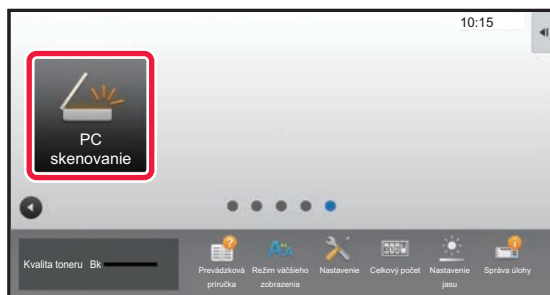 10:15
PC
skenovanie
Kvalita toneru Bk
Prevádzková
príručka
Režim väčšieho
zobrazenia
Nastavenie
Celkový počet
Nastavenie
jasu
Správa úlohy